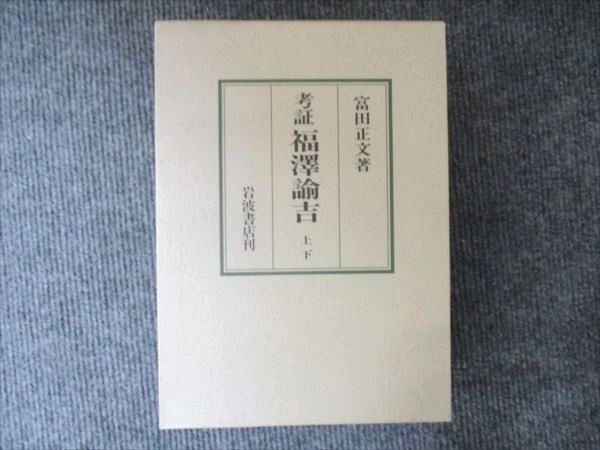 富田正文著
考証 福澤諭吉 上下
岩波書店刊